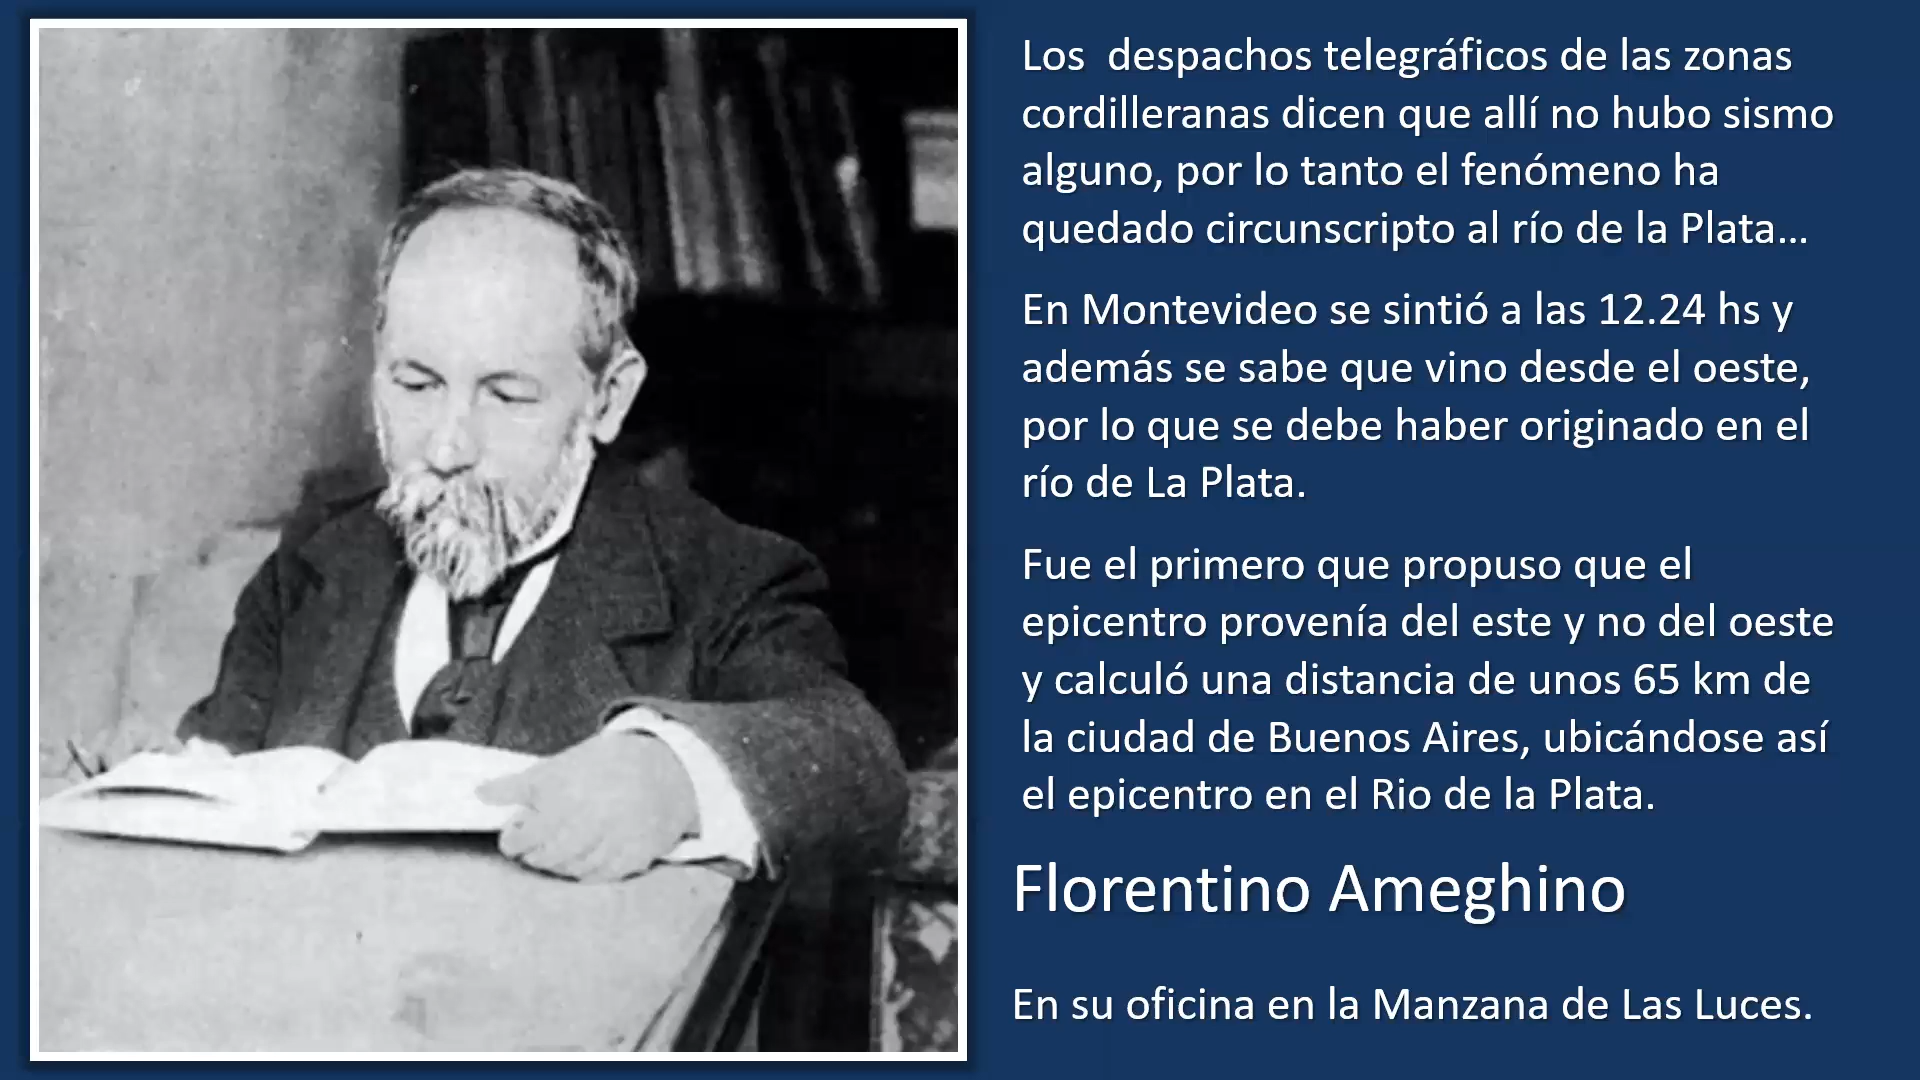 Los  despachos telegráficos de las zonas
cordilleranas dicen que allí no hubo sismo
alguno, por lo tanto el fenómeno ha
quedado circunscripto al río de la Plata...
En Montevideo se sintió a las 12.24 hs y
además se sabe que vino desde el oeste,
por lo que se debe haber originado en el
río de La Plata.
Fue el primero que propuso que el
epicentro provenía del este y no del oeste
y calculó una distancia de unos 65 km de
la ciudad de Buenos Aires, ubicándose así
el epicentro en el Rio de la Plata.
Florentino Ameghino
En su oficina en la Manzana de Las Luces.